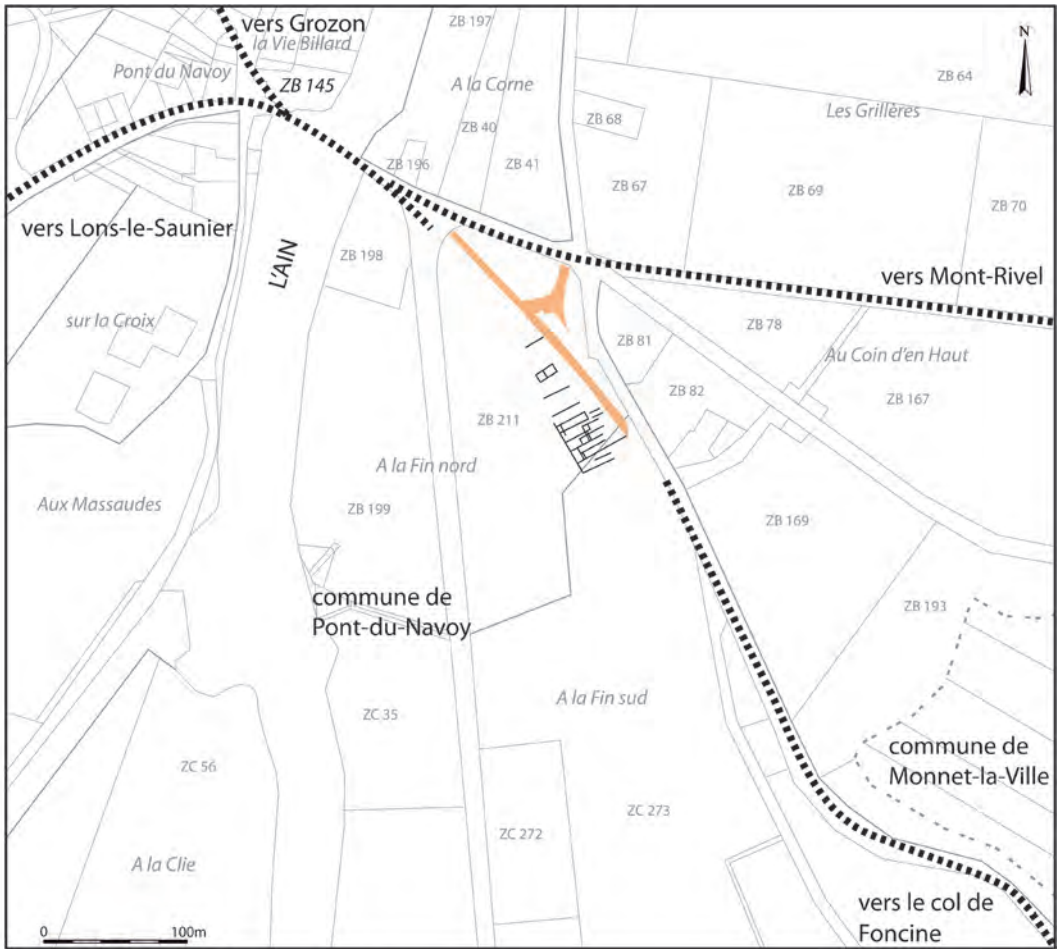 vers Grozon
la Vie Billard
ZB 197
N
Pont du Navoy
ZB 145
A la Corne
ZB 64
Les Grillères
ZB 40
ZB 68
ZB 196
ZB 41
ZB 67
ZB 69
ZB 70
vers Lons-le-Saunier
L'AIN
ZB 198
vers Mont-Rivel
sur la Croix
ZB 81
ZB 78
Au Coin d'en Haut
ZB 82
ZB 167
ZB 211
A la Fin nord
Aux Massaudes
ZB 199
ZB 169
commune de
Pont-du-Navoy
ZB 193
A la Fin sud
ZC 35
commune de
Monnet-la-Ville
ZC 56
ZC 272
ZC 273
A la Clie
vers le col de
Foncine
0
100m